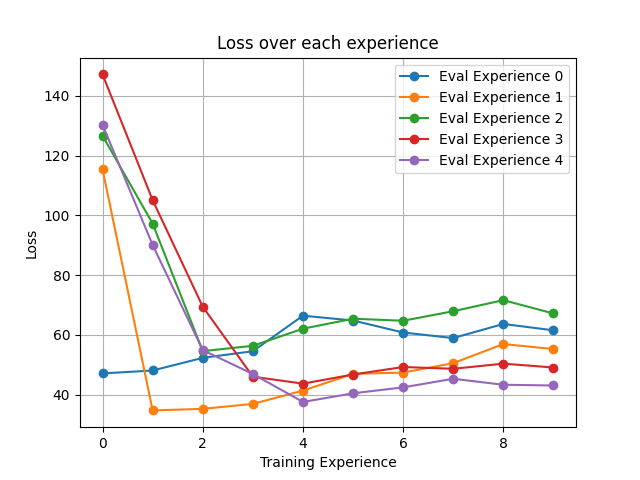 Loss over each experience
Eval Experience 0
Eval Experience 1
Eval Experience 2
Eval Experience 3
Eval Experience 4
140
120
100
80
60
40
Loss
0 2 4 6 8
Training Experience